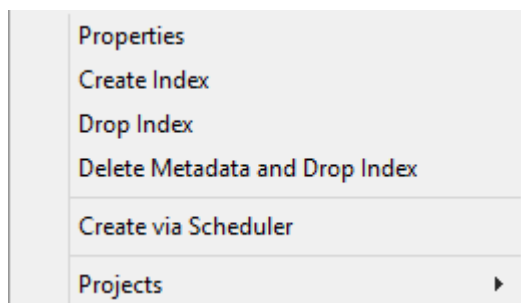 Properties
Create Index
Drop Index
Delete Metadata and Drop Index
Create via Scheduler
Projects